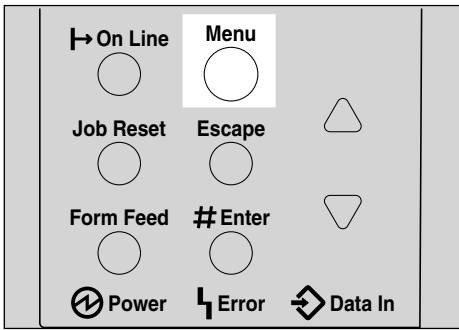 On Line Menu
Job Reset Escape
Form Feed # Enter
Power Error Data In